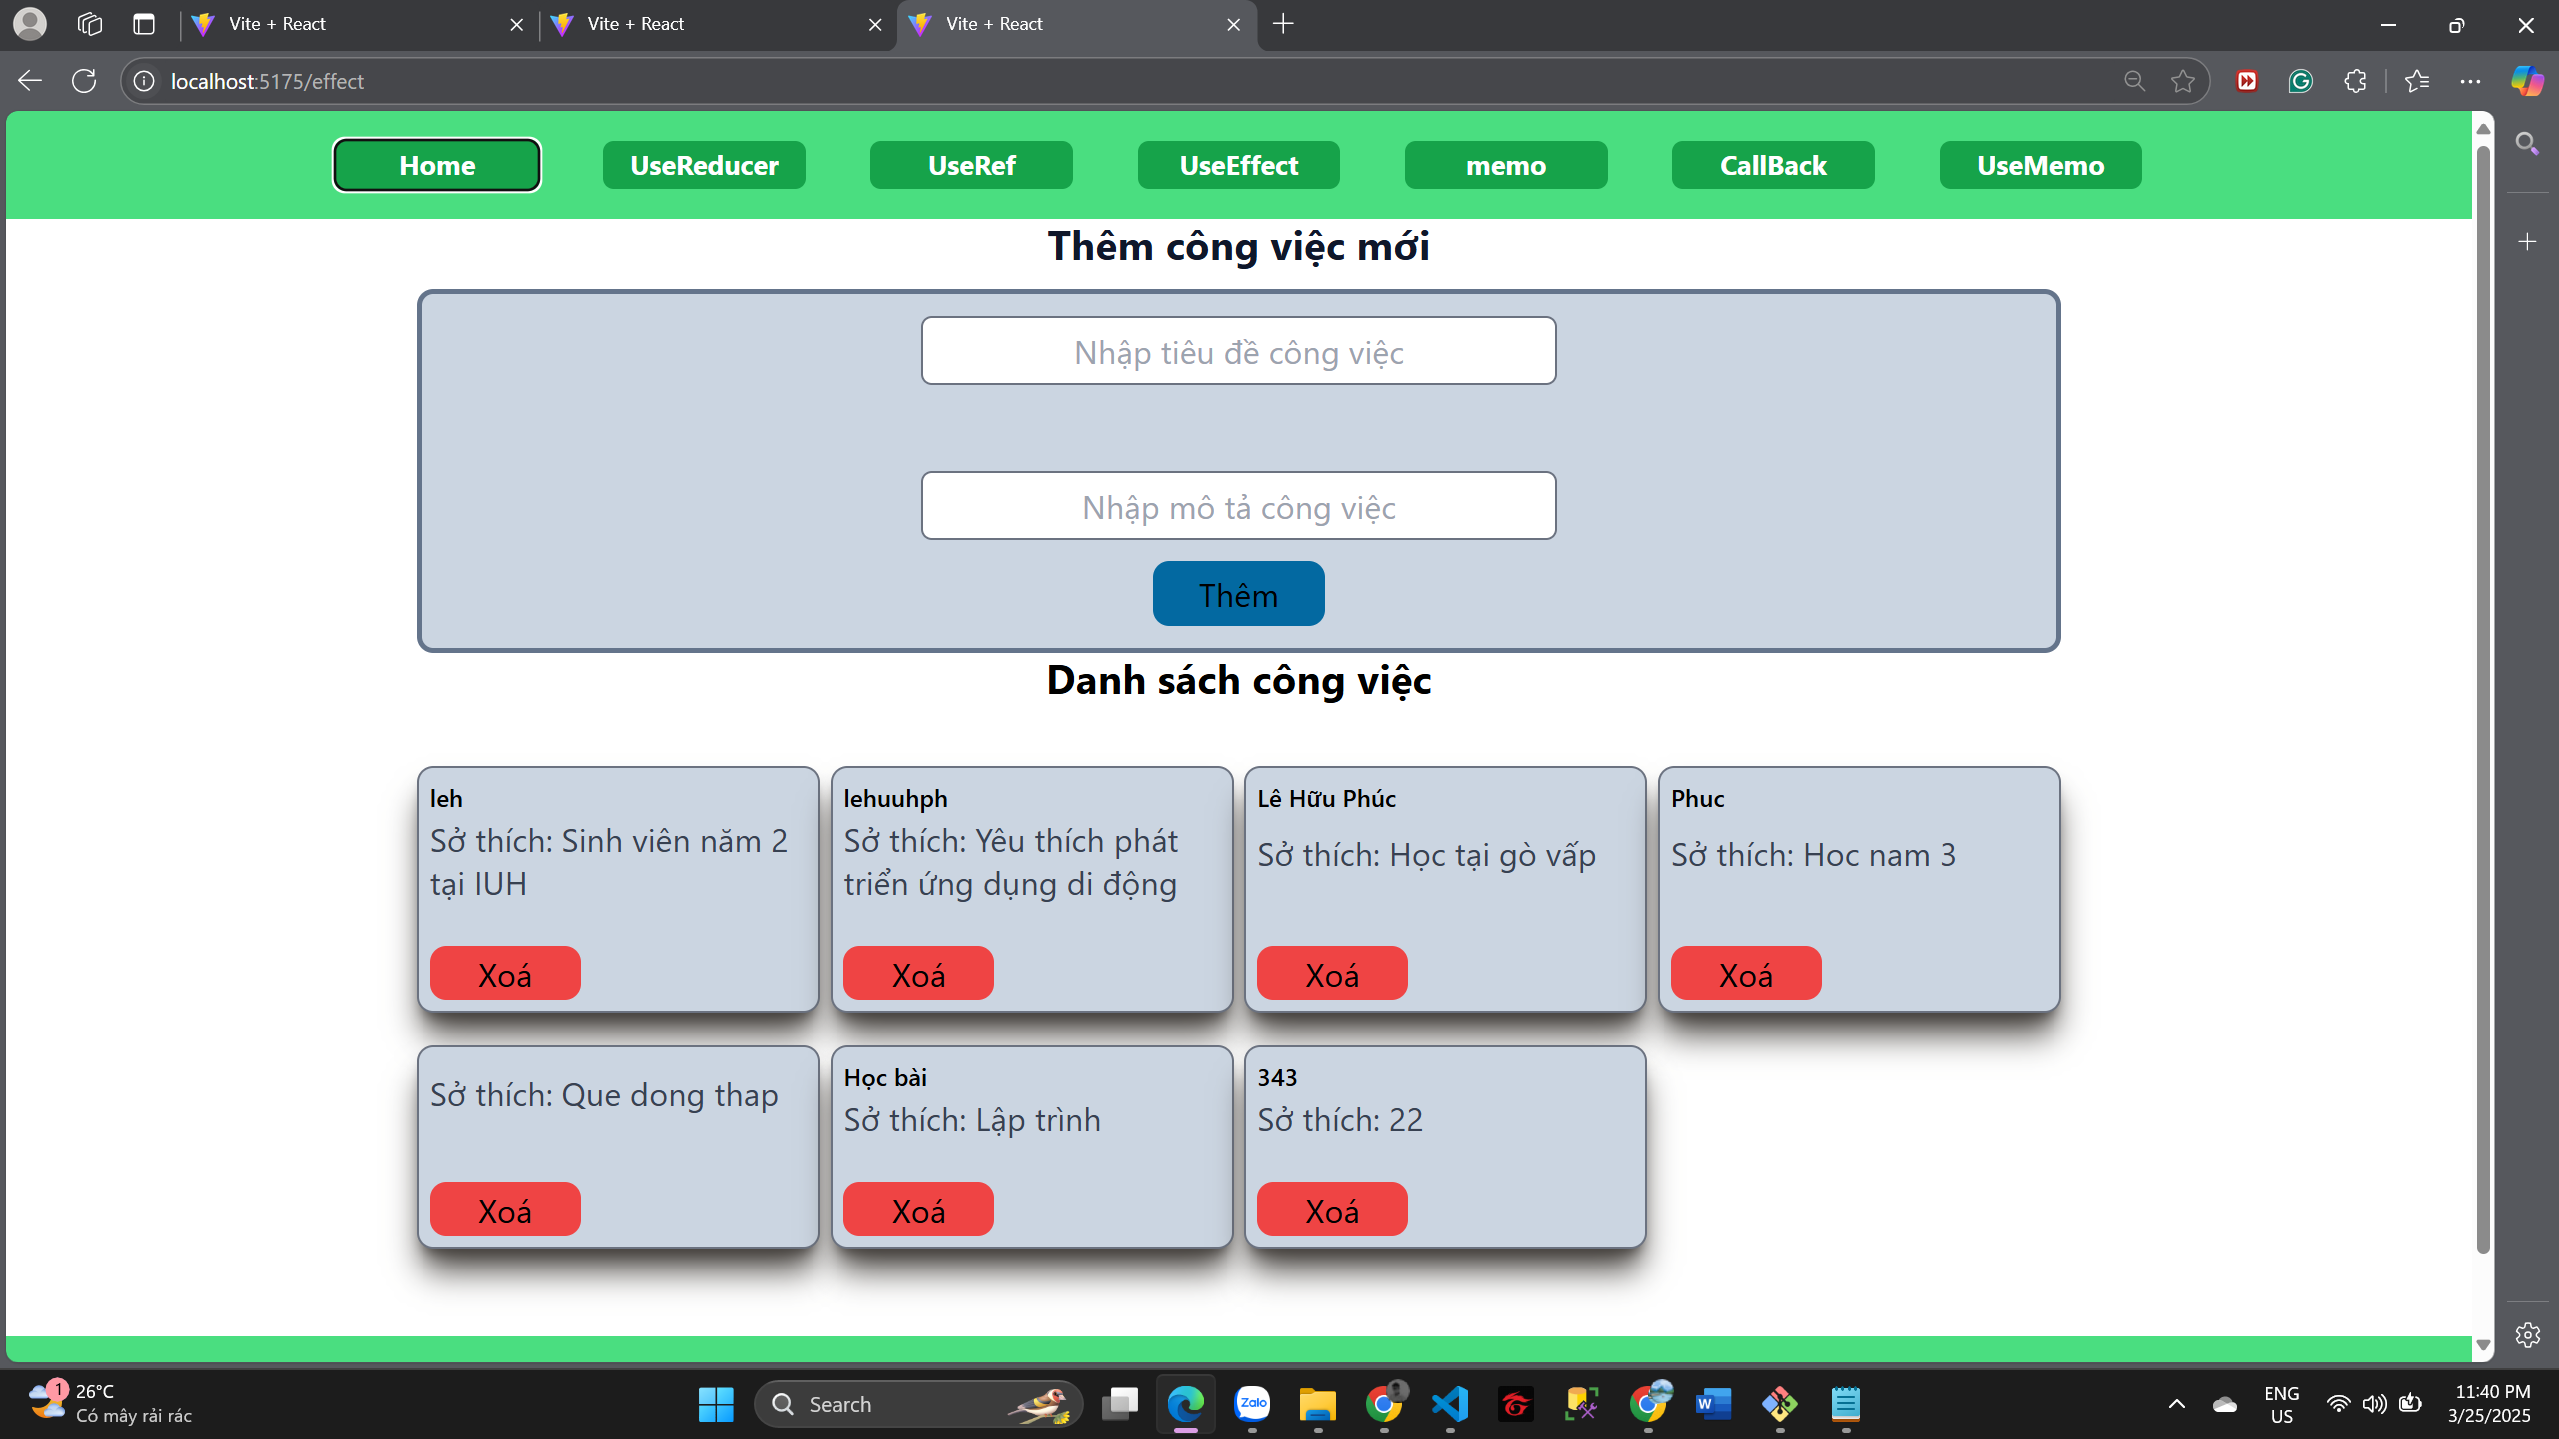 Vite + React
Vite + React
Vite + React
localhost:5175/effect
Home
UseReducer
UseRef
UseEffect
memo
CallBack
UseMemo
Thêm công việc mới
Nhập tiêu đề công việc
Nhập mô tả công việc
Thêm
Danh sách công việc
leh
Sở thích: Sinh viên năm 2
tại IUH
Xoá
lehuuhph
Sở thích: Yêu thích phát
triển ứng dụng di động
Xoá
Lê Hữu Phúc
Sở thích: Học tại gò vấp
Xoá
Phuc
Sở thích: Hoc nam 3
Xoá
Sở thích: Que dong thap
Xoá
Học bài
Sở thích: Lập trình
Xoá
343
Sở thích: 22
Xoá
1
26°C
Có mây rải rác
Search
Zalo
W
ENG
US
11:40 PM
3/25/2025